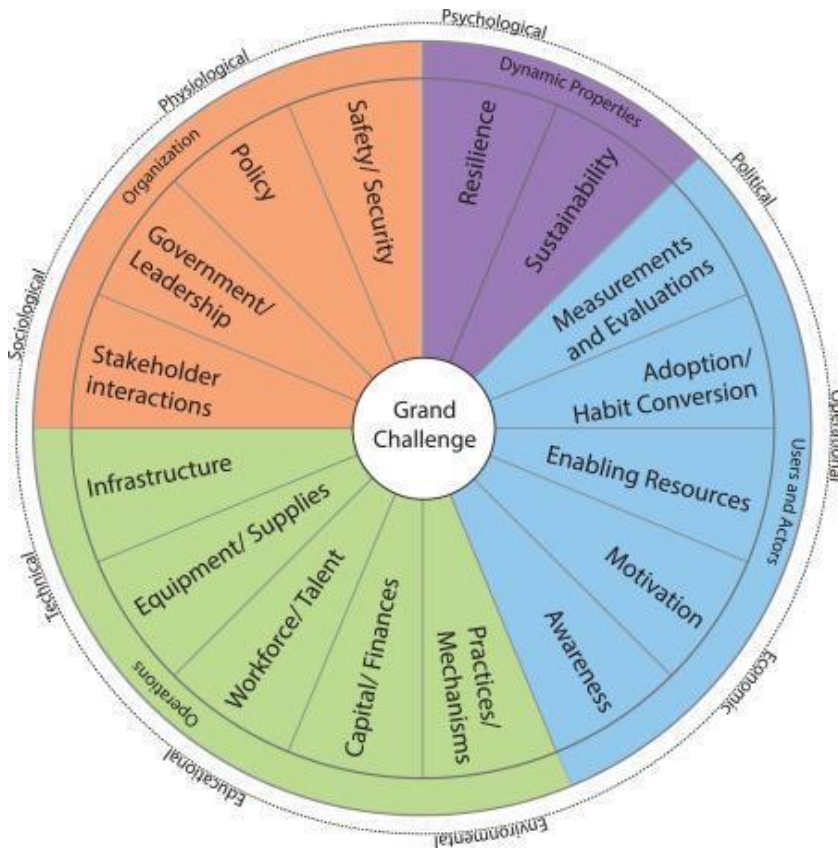 Psychological
Physiological
Dynamic Properties
Organization
Political
Safety/ Security
Resilience
Policy
Sustainability
Government/
Leadership
Measurements
and Evaluations
Sociological
Stakeholder
interactions
Adoption/
Habit Conversion
Grand
Challenge
Operational
Infrastructure
Enabling Resources
Users and Actors
Equipment/ Supplies
Motivation
Technical
Workforce/ Talent
Capital/ Finances
Practices/
Mechanisms
Awareness
Operations
Economic
Educational
Environmental